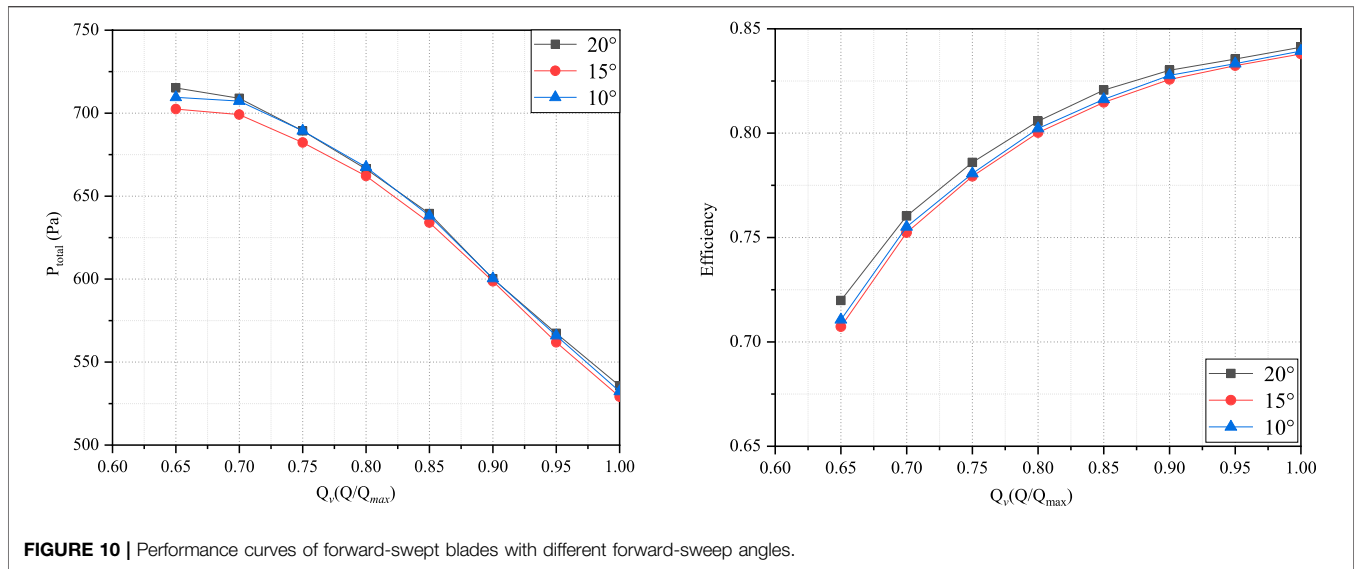 750
700
650
600
550
500
P_total (Pa)
0.60 0.65 0.70 0.75 0.80 0.85 0.90 0.95 1.00
Q_v(Q/Q_max)
20°
15°
10°
0.85
0.80
0.75
0.70
0.65
Efficiency
0.60 0.65 0.70 0.75 0.80 0.85 0.90 0.95 1.00
Q_v(Q/Q_max)
20°
15°
10°
FIGURE 10 | Performance curves of forward-swept blades with different forward-sweep angles.